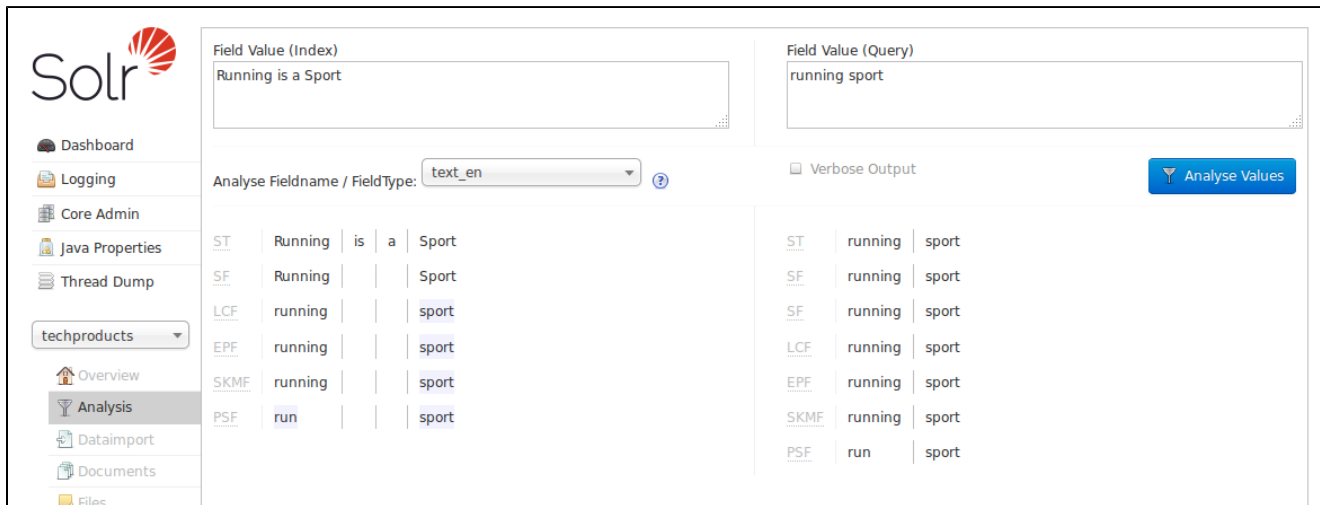 Solr
Dashboard
Logging
Core Admin
Java Properties
Thread Dump
techproducts
Overview
Analysis
Dataimport
Documents
Files
Field Value (Index)
Running is a Sport
Field Value (Query)
running sport
Analyse Fieldname / FieldType: text_en ?
Verbose Output
Analyse Values
ST Running is a Sport
SF Running Sport
LCF running sport
EPF running sport
SKMF running sport
PSF run sport
ST running sport
SF running sport
SF running sport
LCF running sport
EPF running sport
SKMF running sport
PSF run sport